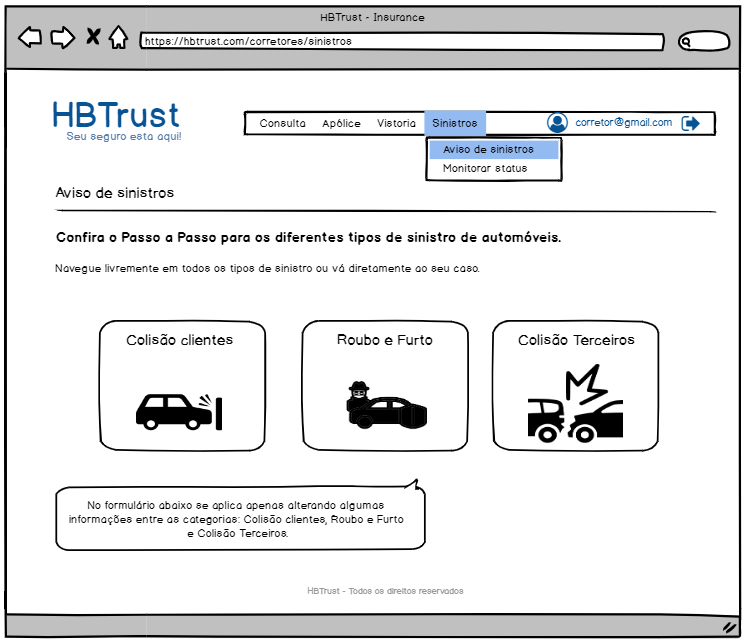 HBTrust - Insurance
https://hbtrust.com/corretores/sinistros
HBTrust
Seu seguro esta aqui!
Consulta Apólice Vistoria Sinistros corretor@gmail.com
Aviso de sinistros
Monitorar status
Aviso de sinistros
Confira o Passo a Passo para os diferentes tipos de sinistro de automóveis.
Navegue livremente em todos os tipos de sinistro ou vá diretamente ao seu caso.
Colisão clientes
Roubo e Furto
Colisão Terceiros
No formulário abaixo se aplica apenas alterando algumas
informações entre as categorias: Colisão clientes, Roubo e Furto
e Colisão Terceiros.
HBTrust - Todos os direitos reservados